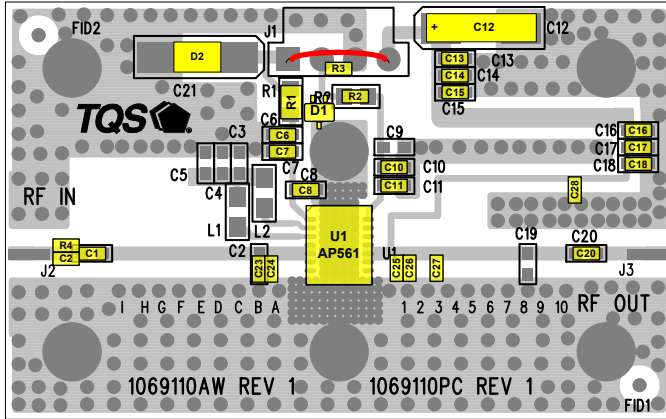 FID2
J1
+ C12
C12
D2
R3
C13
C13
C14
C14
C15
C15
C21
R1
R1
R2
D1
TQS
C6
C6
C7
C7
C3
C5
C4
C9
C8
C8
C10
C10
C11
C11
C16
C16
C17
C17
C18
C18
C28
RF IN
L1
L2
U1
AP561
U1
R4
C2
C1
J2
C2
C23
C24
C25
C26
C27
C19
C20
C20
J3
I H G F E D C B A
1 2 3 4 5 6 7 8 9 10
RF OUT
1069110AW REV 1
1069110PC REV 1
FID1